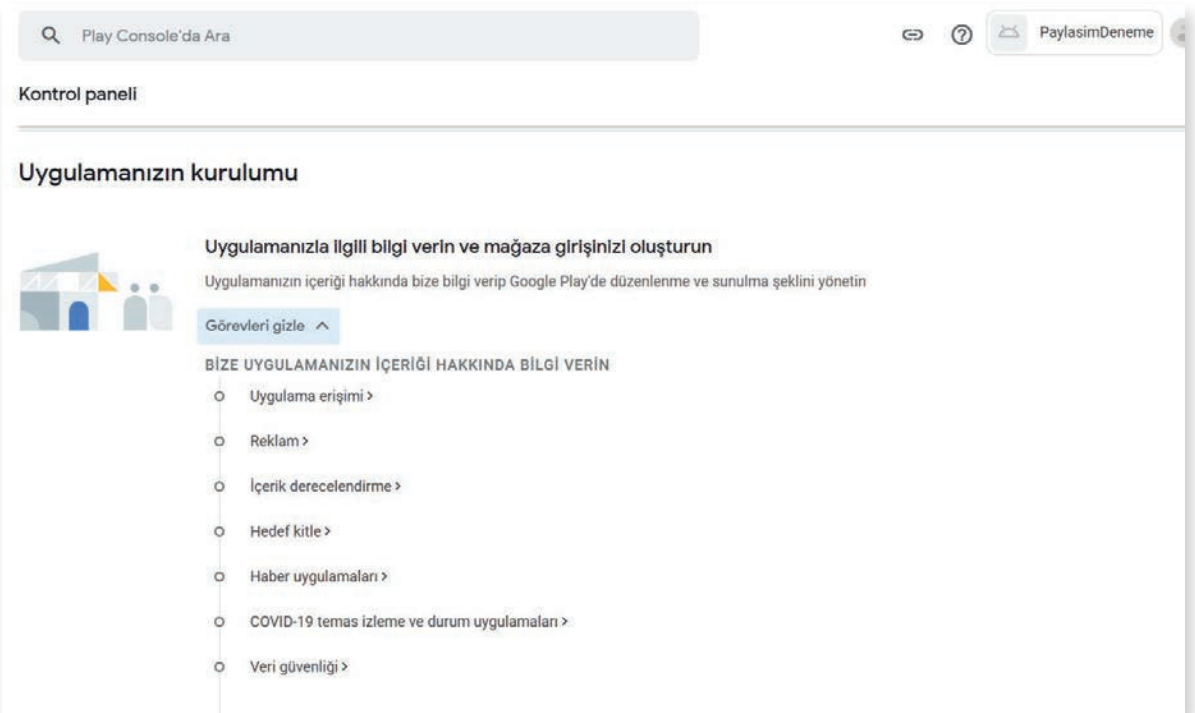 Play Console'da Ara
PaylasimDeneme
Kontrol paneli
Uygulamanızın kurulumu
Uygulamanızla ilgili bilgi verin ve mağaza girişinizi oluşturun
Uygulamanızın içeriği hakkında bize bilgi verip Google Play'de düzenlenme ve sunulma şeklini yönetin
Görevleri gizle
BİZE UYGULAMANIZIN İÇERİĞİ HAKKINDA BİLGİ VERİN
Uygulama erişimi >
Reklam >
İçerik derecelendirme >
Hedef kitle >
Haber uygulamaları >
COVID-19 temas izleme ve durum uygulamaları >
Veri güvenliği >